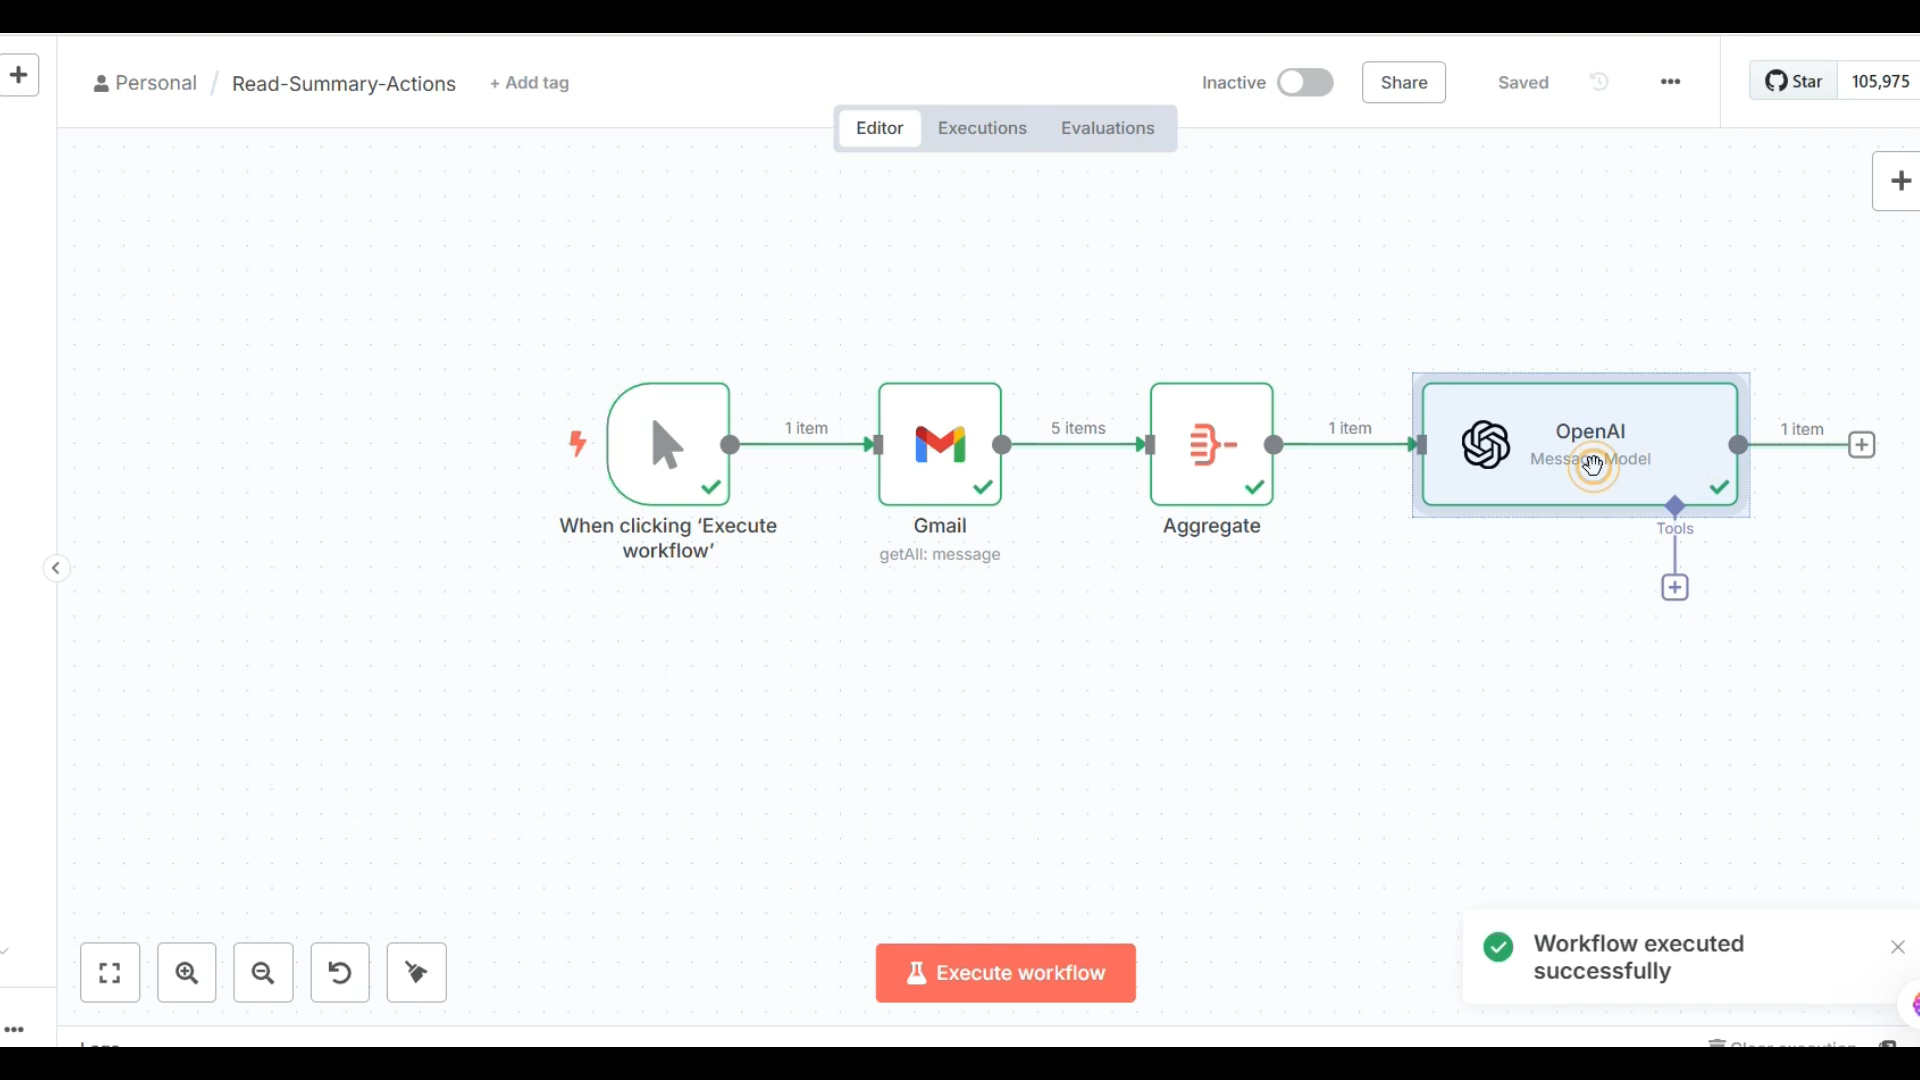 Personal / Read-Summary-Actions + Add tag
Inactive Share Saved ••• Star 105,975
Editor Executions Evaluations
1 item 5 items 1 item 1 item
OpenAI
Message Model
When clicking ‘Execute
workflow’
Gmail
getAll: message
Aggregate
Tools
Execute workflow
Workflow executed
successfully